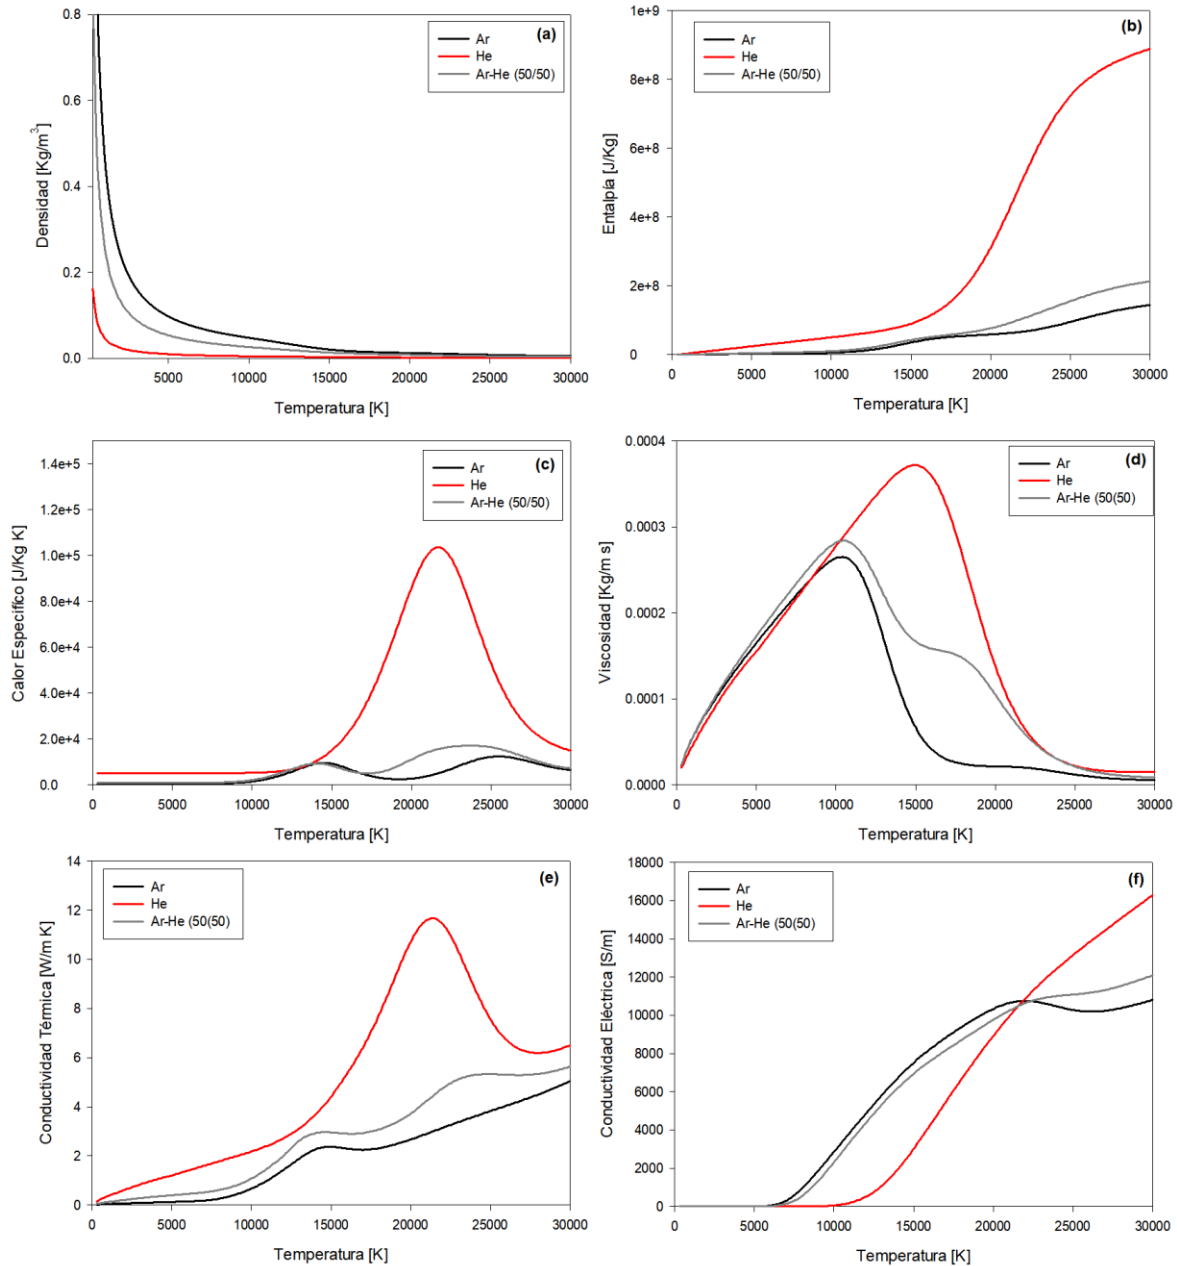 (a)
Ar
He
Ar-He (50/50)
0.8
0.6
0.4
0.2
0.0
Densidad [Kg/m3]
5000 10000 15000 20000 25000 30000
Temperatura [K]
(b)
Ar
He
Ar-He (50/50)
1e+9
8e+8
6e+8
4e+8
2e+8
0
Entalpía [J/Kg]
0 5000 10000 15000 20000 25000 30000
Temperatura [K]
(c)
Ar
He
Ar-He (50/50)
1.4e+5
1.2e+5
1.0e+5
8.0e+4
6.0e+4
4.0e+4
2.0e+4
0.0
Calor Especifico [J/Kg K]
0 5000 10000 15000 20000 25000 30000
Temperatura [K]
(d)
Ar
He
Ar-He (50(50)
0.0004
0.0003
0.0002
0.0001
0.0000
Viscosidad [Kg/m s]
0 5000 10000 15000 20000 25000 30000
Temperatura [K]
(e)
Ar
He
Ar-He (50(50)
14
12
10
8
6
4
2
0
Conductividad Térmica [W/m K]
0 5000 10000 15000 20000 25000 30000
Temperatura [K]
(f)
Ar
He
Ar-He (50(50)
18000
16000
14000
12000
10000
8000
6000
4000
2000
0
Conductividad Eléctrica [S/m]
0 5000 10000 15000 20000 25000 30000
Temperatura [K]